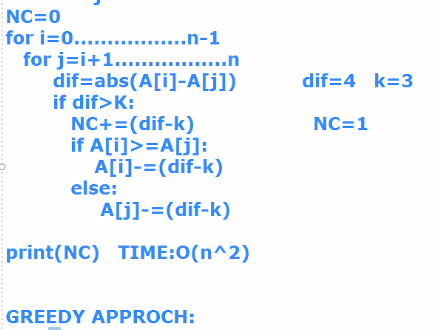 NC=0
for i=0.................n-1
for j=i+1................n
dif=abs(A[i]-A[j]) dif=4 k=3
if dif>K:
NC+=(dif-k) NC=1
if A[i]>=A[j]:
A[i]-=(dif-k)
else:
A[j]-=(dif-k)
print(NC) TIME:O(n^2)
GREEDY APPROCH: